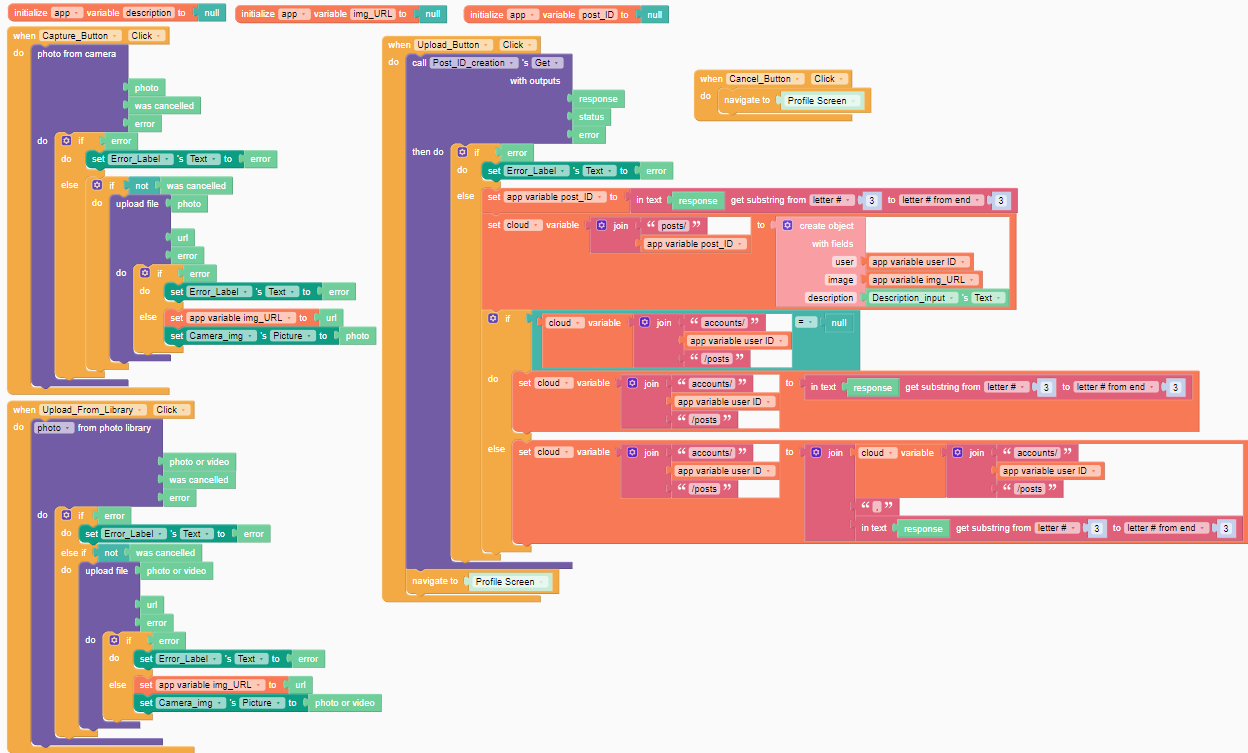 initialize app variable description to null
initialize app variable img_URL to null
initialize app variable post_ID to null
when Capture_Button Click
do photo from camera
photo
was cancelled
error
do if error
do set Error_Label 's Text to error
else if not was cancelled
do upload file photo
url
error
do if error
do set Error_Label 's Text to error
else set app variable img_URL to url
set Camera_img 's Picture to photo
when Upload_From_Library Click
do photo from photo library
photo or video
was cancelled
error
do if error
do set Error_Label 's Text to error
else if not was cancelled
do upload file photo or video
url
error
do if error
do set Error_Label 's Text to error
else set app variable img_URL to url
set Camera_img 's Picture to photo or video
when Upload_Button Click
do call Post_ID_creation 's Get
with outputs
response
status
error
then do if error
do set Error_Label 's Text to error
else set app variable post_ID to in text response get substring from letter # 3 to letter # from end 3
set cloud variable join “ posts/ ” to create object
app variable post_ID with fields
user app variable user ID
image app variable img_URL
description Description_input 's Text
if cloud variable join “ accounts/ ” = null
app variable user ID
“ /posts ”
do set cloud variable join “ accounts/ ” to in text response get substring from letter # 3 to letter # from end 3
app variable user ID
“ /posts ”
else set cloud variable join “ accounts/ ” to join cloud variable join “ accounts/ ”
app variable user ID app variable user ID
“ /posts ” “ /posts ”
“ , ”
in text response get substring from letter # 3 to letter # from end 3
navigate to Profile Screen
when Cancel_Button Click
do navigate to Profile Screen